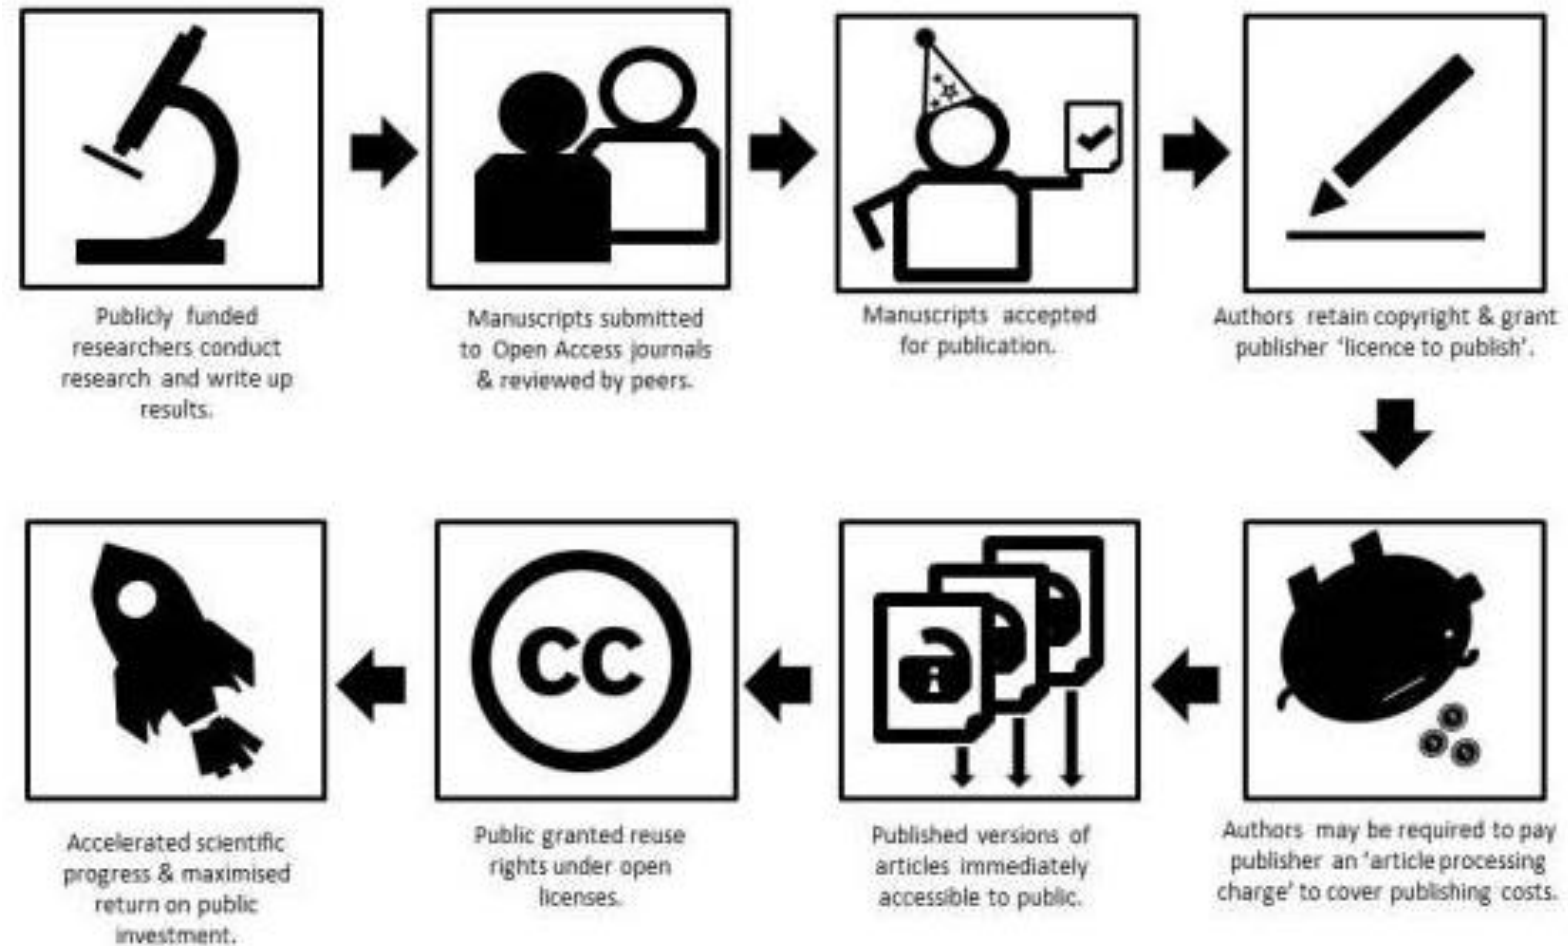 Publicly funded
researchers conduct
research and write up
results.
Manuscripts submitted
to Open Access journals
& reviewed by peers.
Manuscripts accepted
for publication.
Authors retain copyright & grant
publisher 'licence to publish'.
Authors may be required to pay
publisher an 'article processing
charge' to cover publishing costs.
Published versions of
articles immediately
accessible to public.
CC
Public granted reuse
rights under open
licenses.
Accelerated scientific
progress & maximised
return on public
investment.